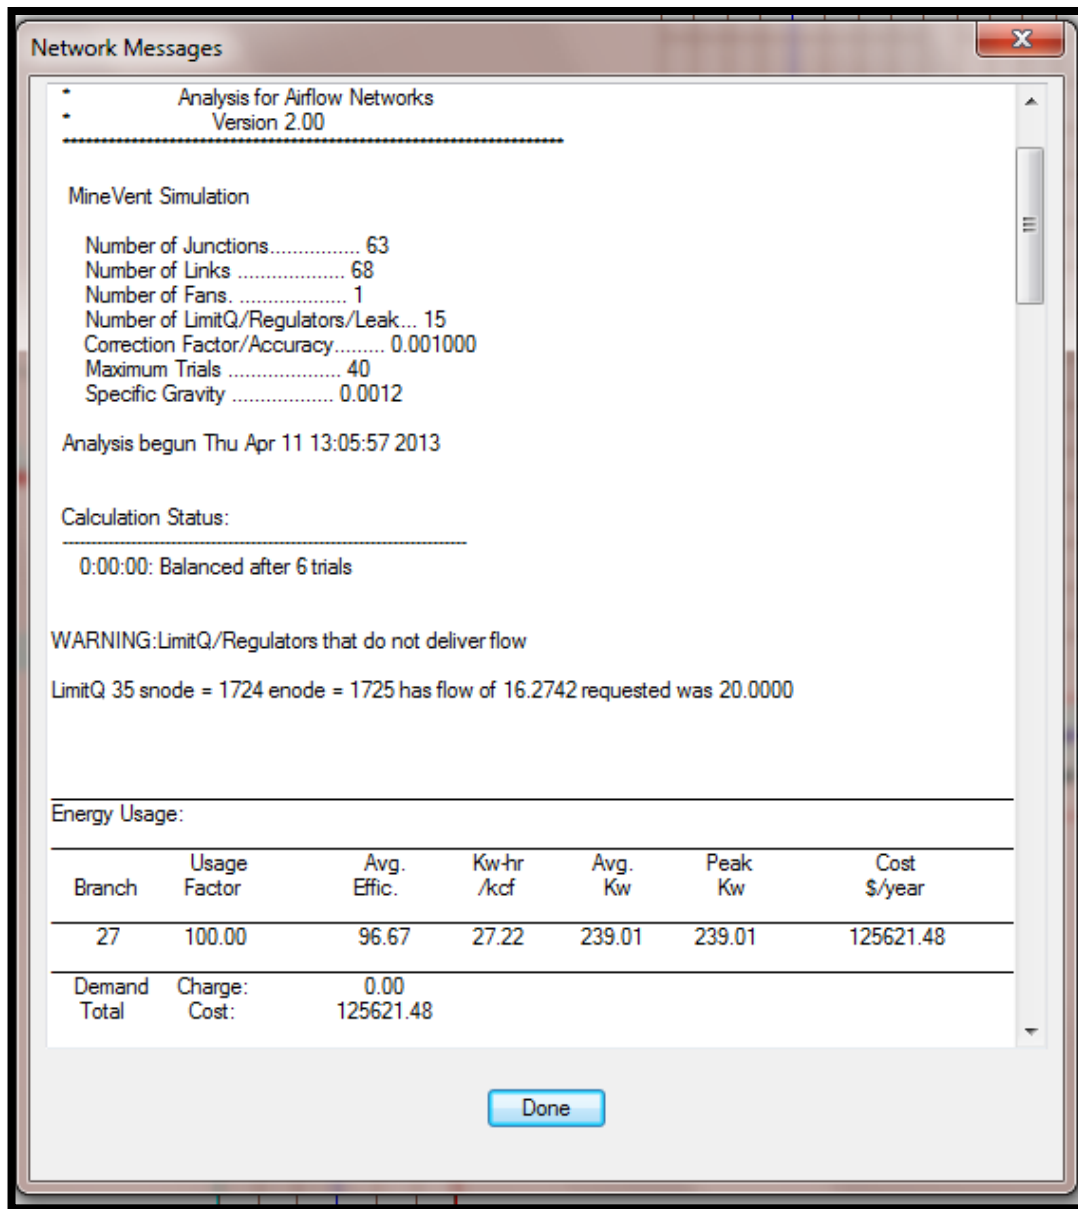 Network Messages
* Analysis for Airflow Networks
* Version 2.00
******************************************************************
MineVent Simulation
Number of Junctions................ 63
Number of Links ................... 68
Number of Fans. ................... 1
Number of LimitQ/Regulators/Leak... 15
Correction Factor/Accuracy......... 0.001000
Maximum Trials .................... 40
Specific Gravity .................. 0.0012
Analysis begun Thu Apr 11 13:05:57 2013
Calculation Status:
----------------------------------------------------------------------
0:00:00: Balanced after 6 trials
WARNING:LimitQ/Regulators that do not deliver flow
LimitQ 35 snode = 1724 enode = 1725 has flow of 16.2742 requested was 20.0000
Energy Usage:
Usage Avg. Kw-hr Avg. Peak Cost
Branch Factor Effic. /kcf Kw Kw $/year
27 100.00 96.67 27.22 239.01 239.01 125621.48
Demand Charge: 0.00
Total Cost: 125621.48
Done